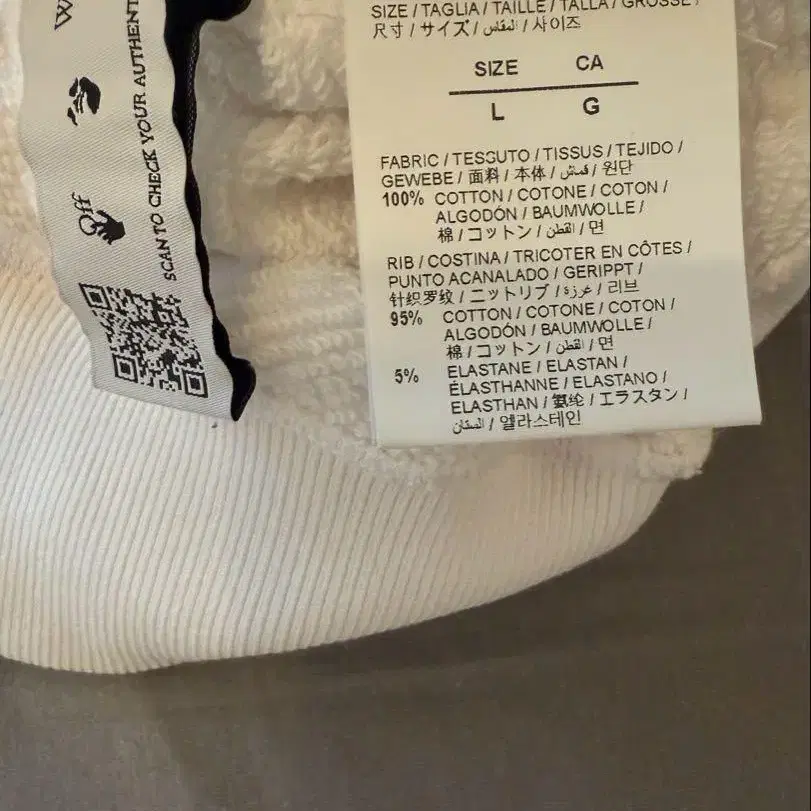 SIZE / TAGLIA / TAILLE / TALLA / GROSSE /
尺寸 / サイズ / المقاس / 사이즈
SIZE CA
L G
FABRIC / TESSUTO / TISSUS / TEJIDO /
GEWEBE / 面料 / 本体 / قماش / 원단
100% COTTON / COTONE / COTON /
ALGODÓN / BAUMWOLLE /
棉 / コットン / القطن / 면
RIB / COSTINA / TRICOTER EN CÔTES /
PUNTO ACANALADO / GERIPPT /
针织罗纹 / ニットリブ / غرزة / 리브
95% COTTON / COTONE / COTON /
ALGODÓN / BAUMWOLLE /
棉 / コットン / القطن / 면
5% ELASTANE / ELASTAN /
ÉLASTHANNE / ELASTANO /
ELASTHAN / 氨纶 / エラスタン /
/ 엘라스테인
Off
SCAN TO CHECK YOUR AUTHENT